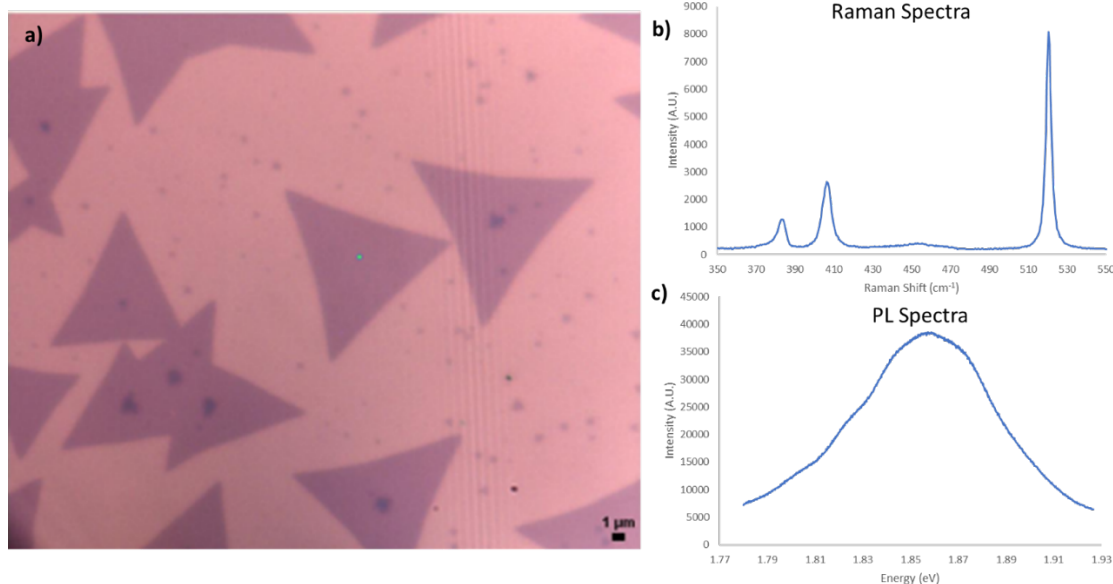 a)
1 µm
b)
Raman Spectra
Intensity (A.U.)
9000
8000
7000
6000
5000
4000
3000
2000
1000
0
350 370 390 410 430 450 470 490 510 530 550
Raman Shift (cm⁻¹)
c)
PL Spectra
Intensity (A.U.)
45000
40000
35000
30000
25000
20000
15000
10000
5000
0
1.77 1.79 1.81 1.83 1.85 1.87 1.89 1.91 1.93
Energy (eV)